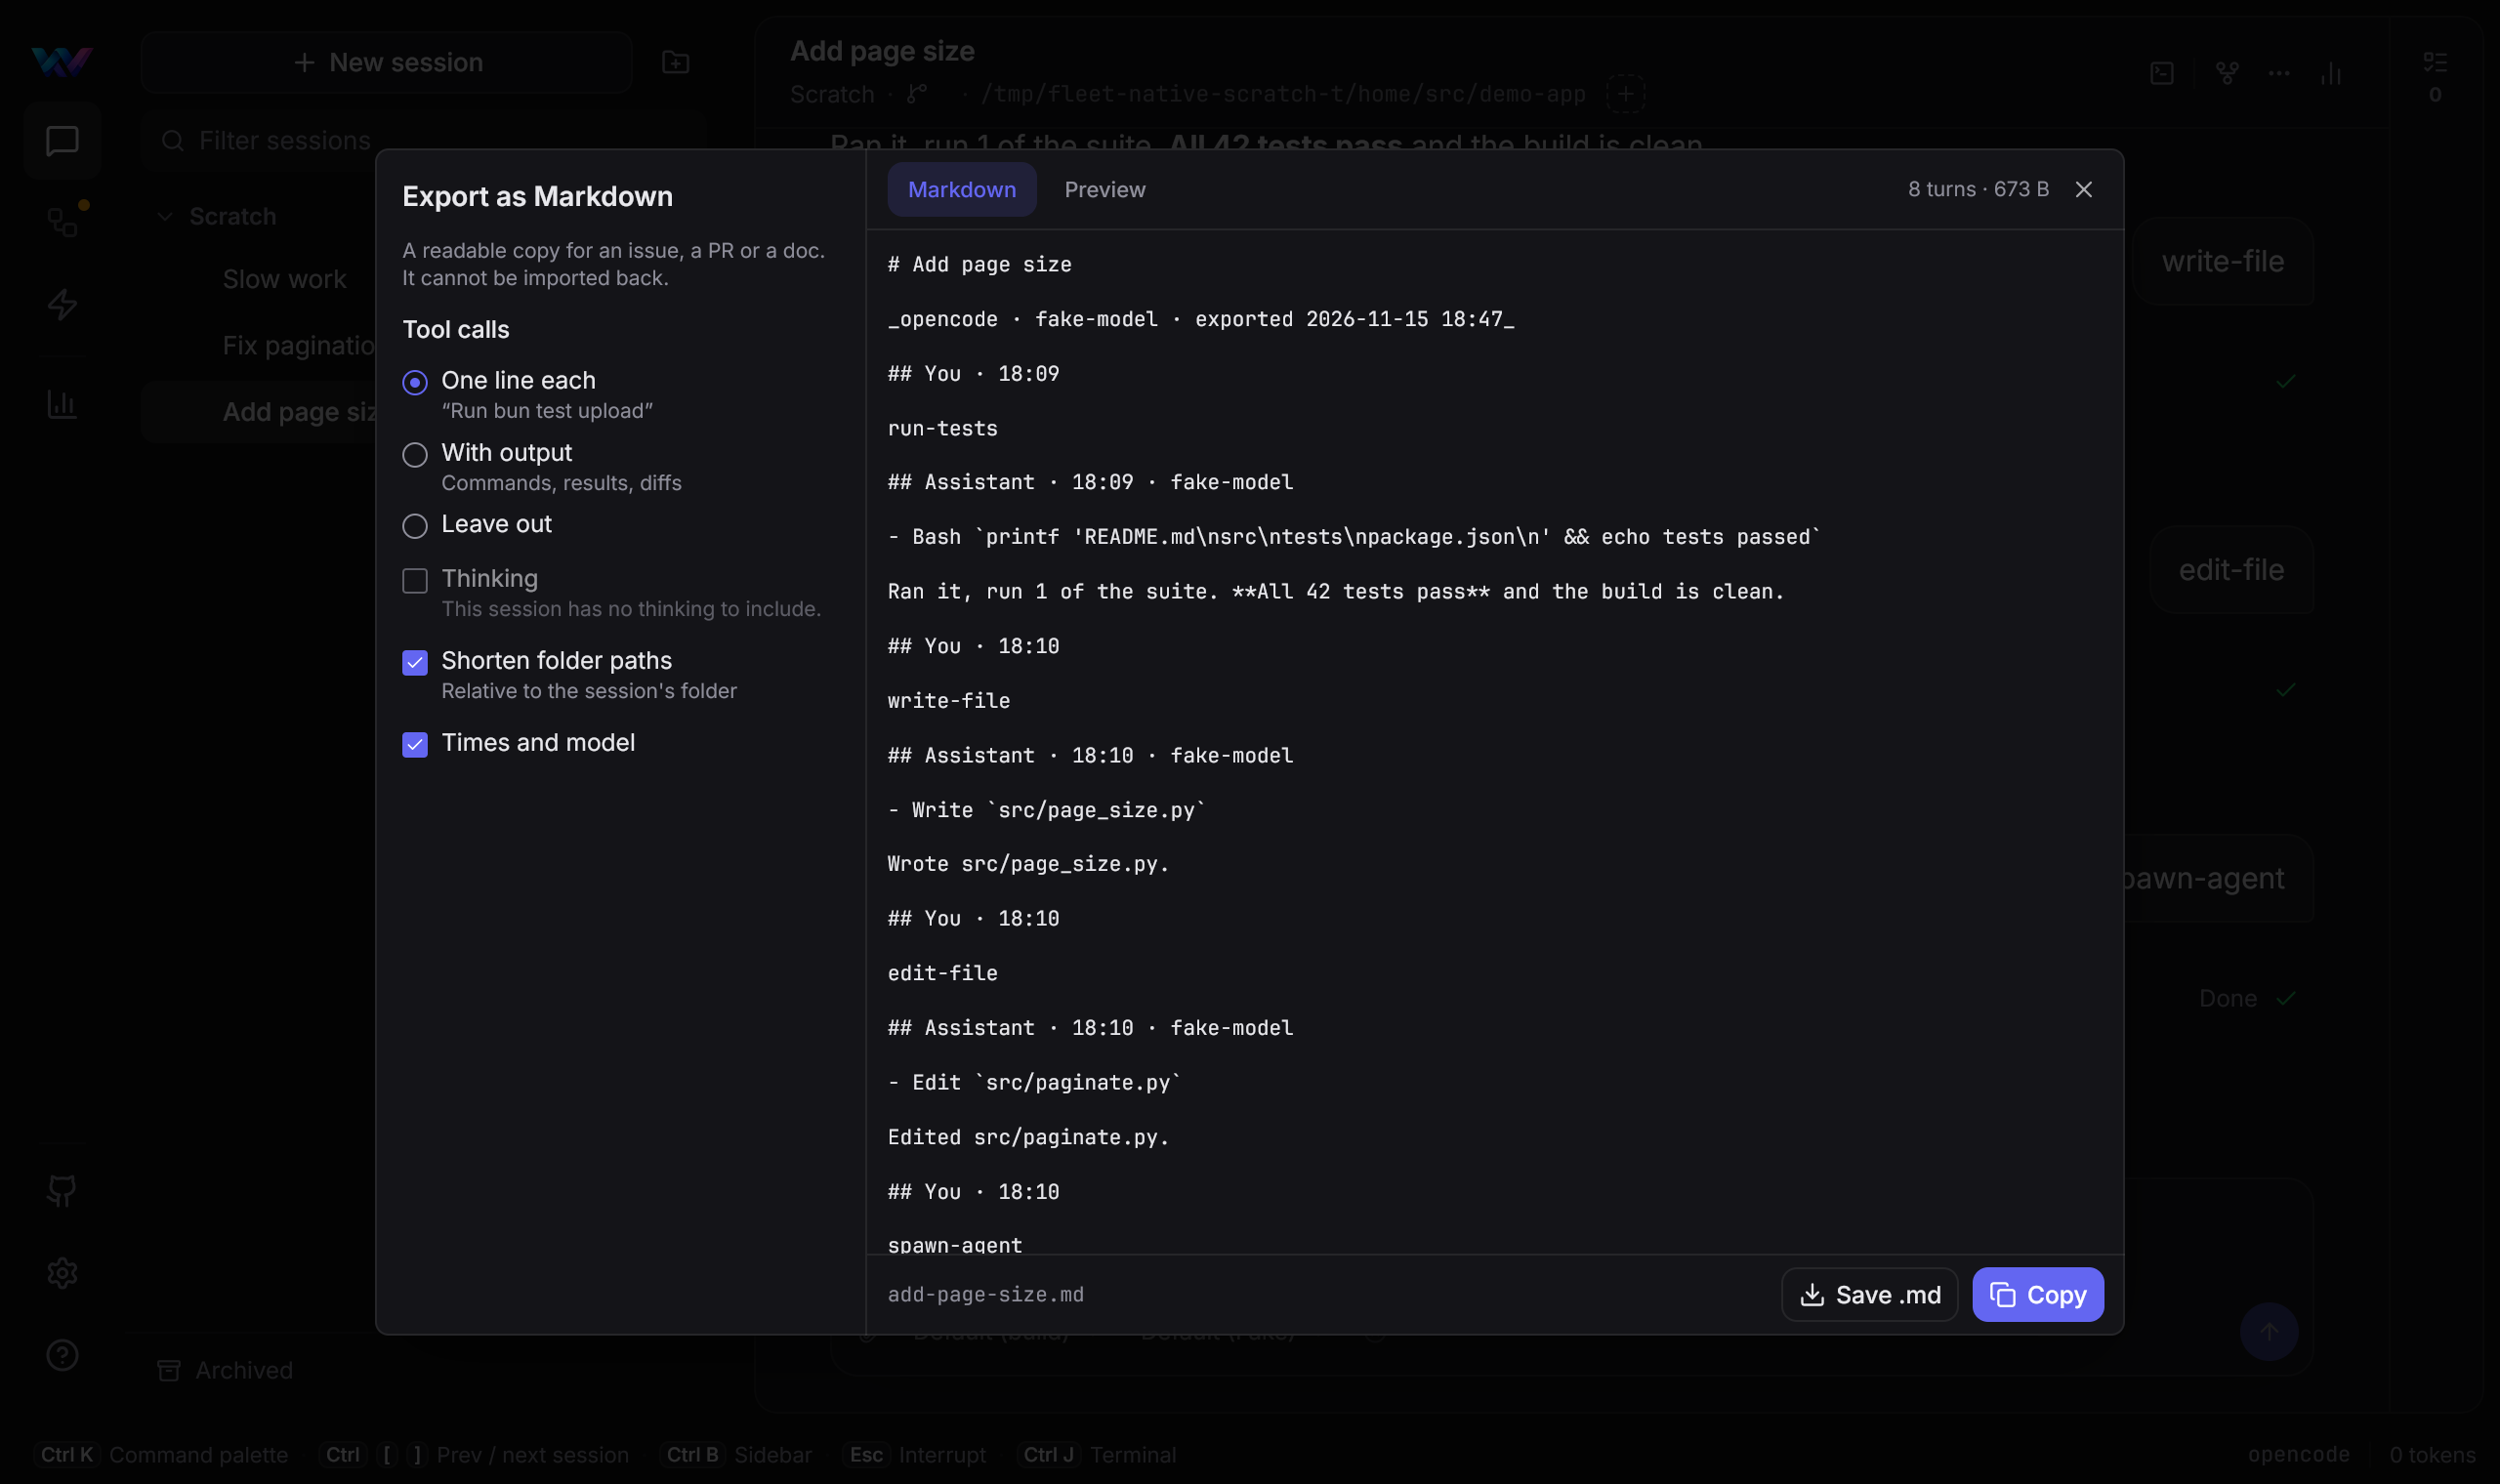 New session
Filter sessions
Scratch
Slow work
Fix paginatio
Add page siz
Archived
Add page size
Scratch · · /tmp/fleet-native-scratch-t/home/src/demo-app
0
Ran it, run 1 of the suite. All 42 tests pass and the build is clean.
write-file
edit-file
pawn-agent
Done
Export as Markdown
A readable copy for an issue, a PR or a doc.
It cannot be imported back.
Tool calls
One line each
“Run bun test upload”
With output
Commands, results, diffs
Leave out
Thinking
This session has no thinking to include.
Shorten folder paths
Relative to the session's folder
Times and model
Markdown Preview 8 turns · 673 B
# Add page size
_opencode · fake-model · exported 2026-11-15 18:47_
## You · 18:09
run-tests
## Assistant · 18:09 · fake-model
- Bash `printf 'README.md\nsrc\ntests\npackage.json\n' && echo tests passed`
Ran it, run 1 of the suite. **All 42 tests pass** and the build is clean.
## You · 18:10
write-file
## Assistant · 18:10 · fake-model
- Write `src/page_size.py`
Wrote src/page_size.py.
## You · 18:10
edit-file
## Assistant · 18:10 · fake-model
- Edit `src/paginate.py`
Edited src/paginate.py.
## You · 18:10
spawn-agent
add-page-size.md Save .md Copy
Default (build) Default (Fake)
Ctrl K Command palette Ctrl [ ] Prev / next session Ctrl B Sidebar Esc Interrupt Ctrl J Terminal opencode 0 tokens